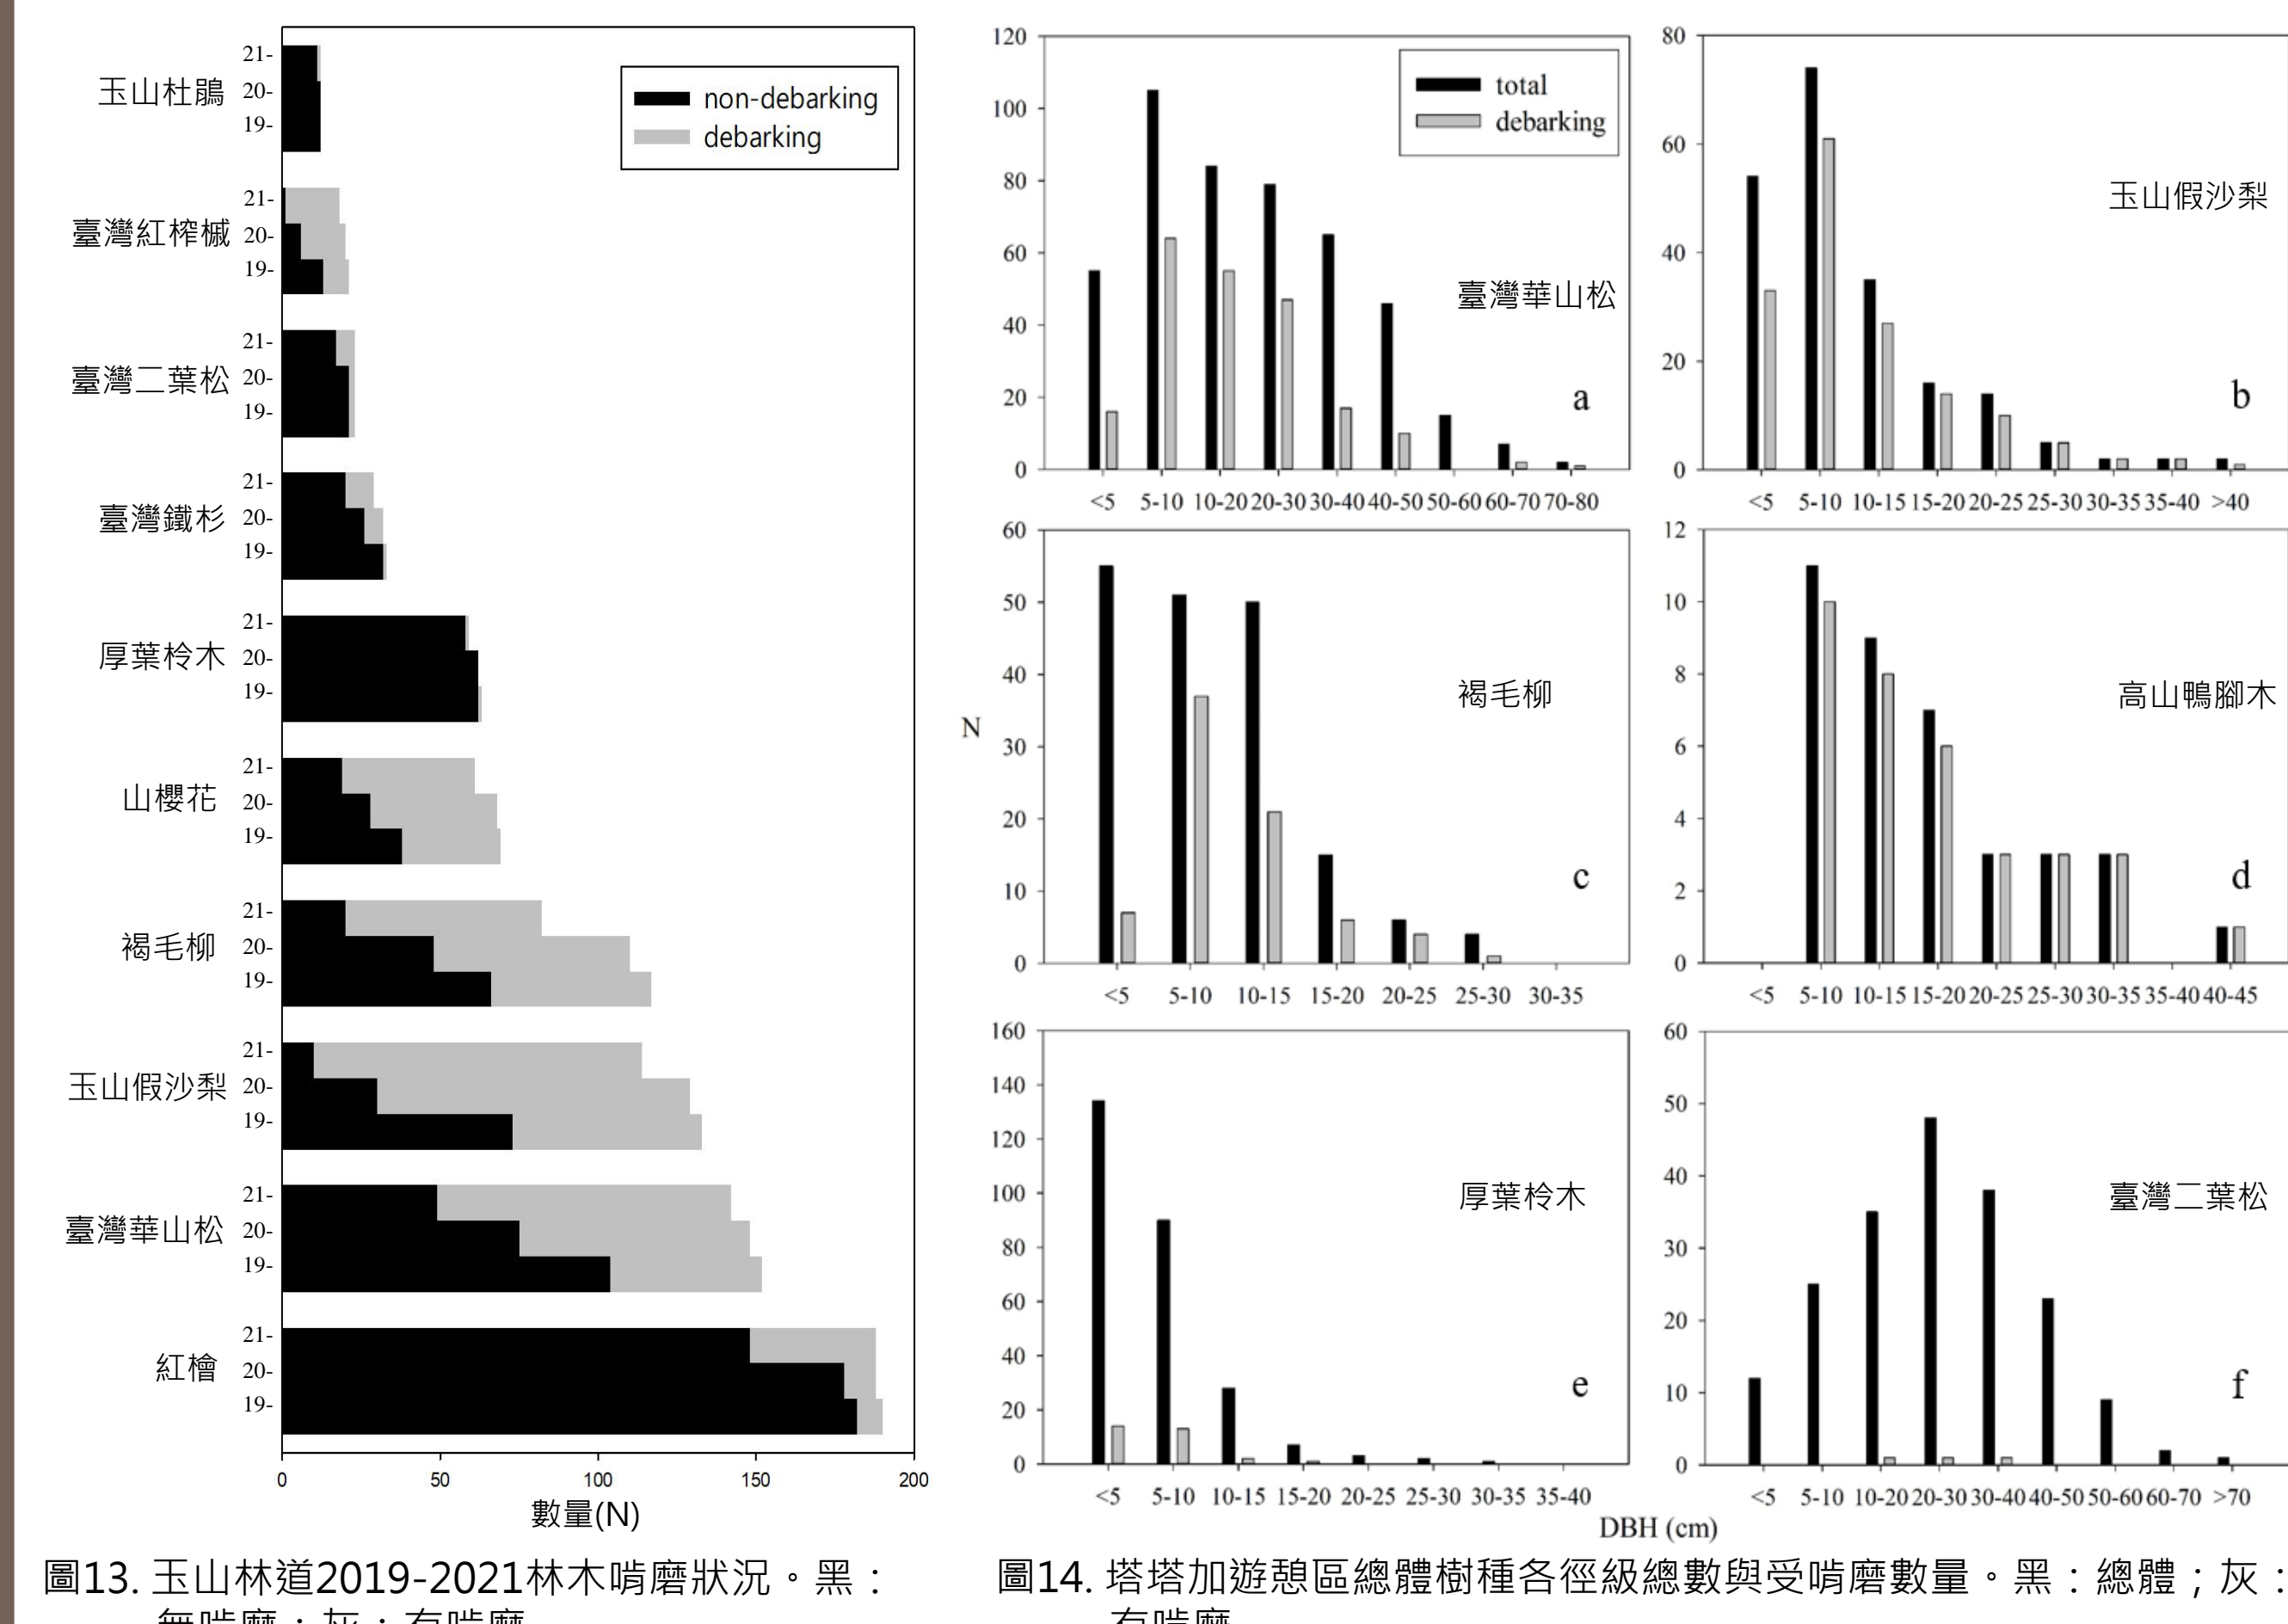 玉山杜鵑
21-
20-
19-
臺灣紅榨槭
21-
20-
19-
臺灣二葉松
21-
20-
19-
臺灣鐵杉
21-
20-
19-
厚葉柃木
21-
20-
19-
山櫻花
21-
20-
19-
褐毛柳
21-
20-
19-
玉山假沙梨
21-
20-
19-
臺灣華山松
21-
20-
19-
紅檜
21-
20-
19-
non-debarking
debarking
0 50 100 150 200
數量(N)
圖13. 玉山林道2019-2021林木啃磨狀況。黑：
無啃磨；灰：有啃磨
120
100
80
60
40
20
0
total
debarking
臺灣華山松
a
<5 5-10 10-20 20-30 30-40 40-50 50-60 60-70 70-80
80
60
40
20
0
玉山假沙梨
b
<5 5-10 10-15 15-20 20-25 25-30 30-35 35-40 >40
60
50
40
30
20
10
0
N
褐毛柳
c
<5 5-10 10-15 15-20 20-25 25-30 30-35
12
10
8
6
4
2
0
高山鴨腳木
d
<5 5-10 10-15 15-20 20-25 25-30 30-35 35-40 40-45
160
140
120
100
80
60
40
20
0
厚葉柃木
e
<5 5-10 10-15 15-20 20-25 25-30 30-35 35-40
60
50
40
30
20
10
0
臺灣二葉松
f
<5 5-10 10-20 20-30 30-40 40-50 50-60 60-70 >70
DBH (cm)
圖14. 塔塔加遊憩區總體樹種各徑級總數與受啃磨數量。黑：總體；灰：
有啃磨